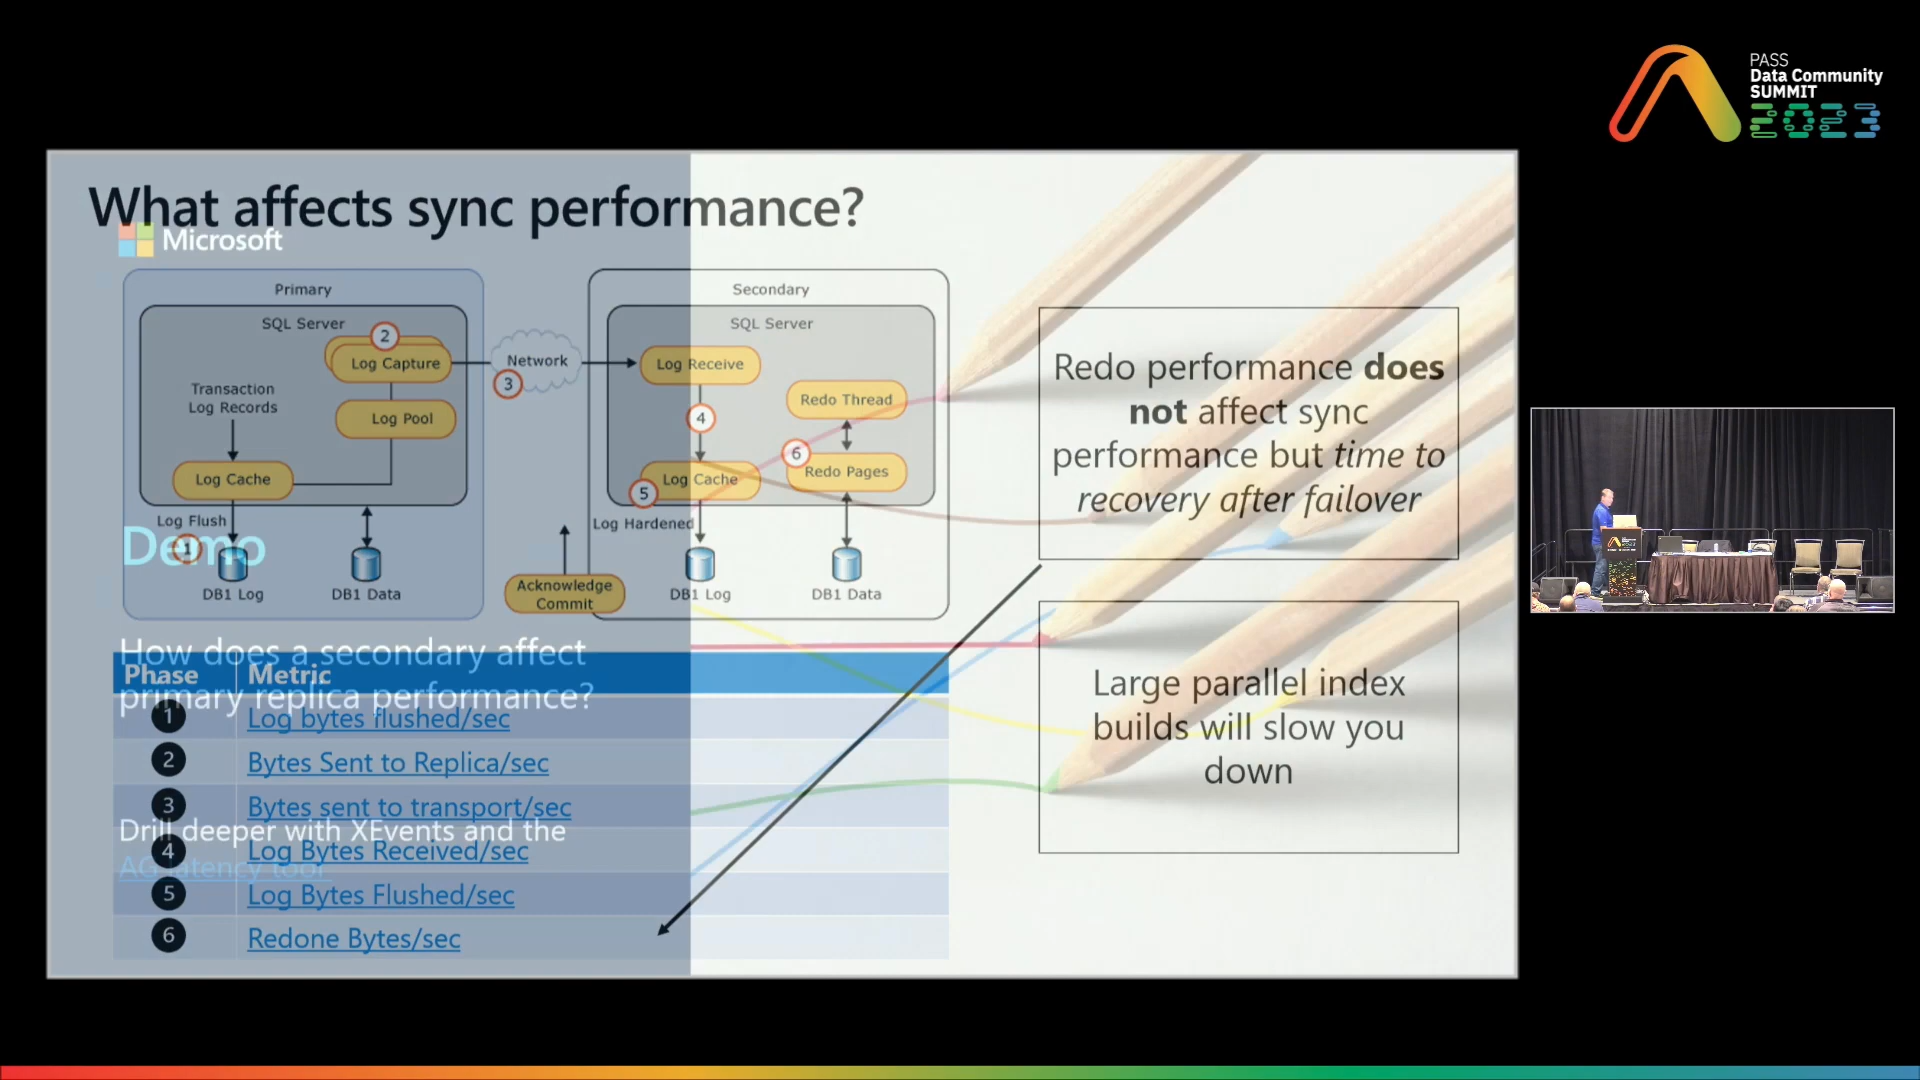 PASS
Data Community
SUMMIT
2023
What affects sync performance?
Microsoft
Primary
SQL Server
2
Log Capture
Transaction
Log Records
Log Pool
Log Cache
Log Flush
1
DB1 Log
DB1 Data
Network
3
Acknowledge
Commit
Secondary
SQL Server
Log Receive
4
Redo Thread
6
Redo Pages
Log Cache
5
Log Hardened
DB1 Log
DB1 Data
Demo
How does a secondary affect
primary replica performance?
Drill deeper with XEvents and the
AG latency tool
Phase Metric
1 Log bytes flushed/sec
2 Bytes Sent to Replica/sec
3 Bytes sent to transport/sec
4 Log Bytes Received/sec
5 Log Bytes Flushed/sec
6 Redone Bytes/sec
Redo performance does
not affect sync
performance but time to
recovery after failover
Large parallel index
builds will slow you
down